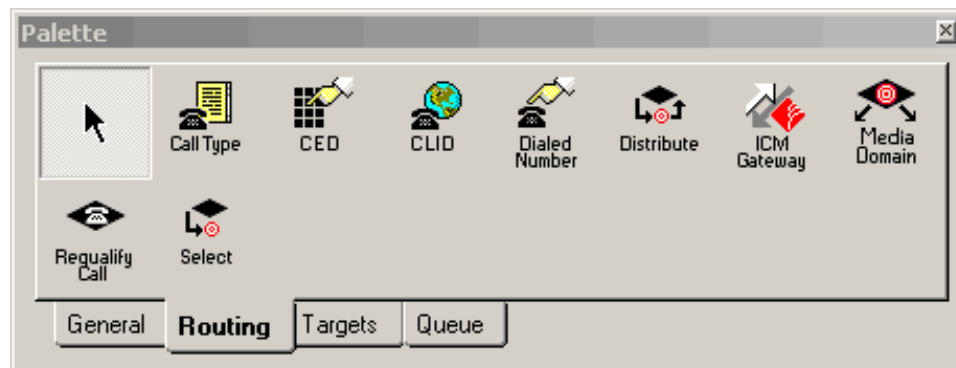 Palette
Call Type
CED
CLID
Dialed
Number
Distribute
ICM
Gateway
Media
Domain
Requalify
Call
Select
General
Routing
Targets
Queue